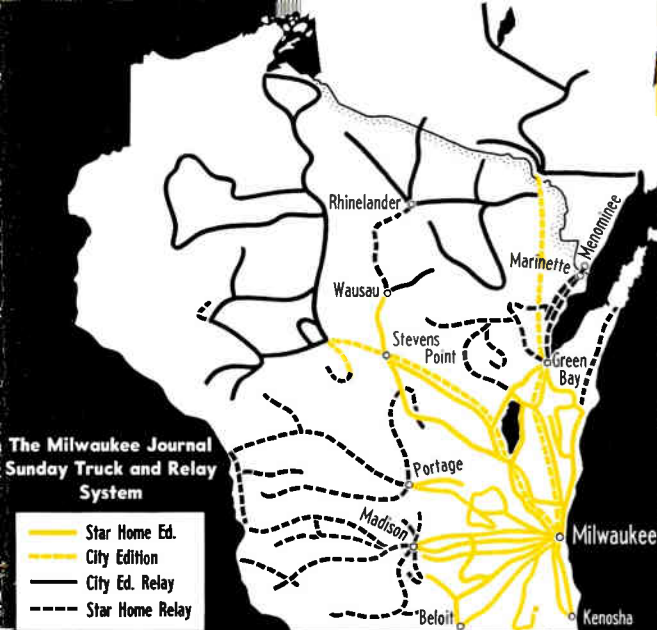 Rhinelander
Menominee
Marinette
Wausau
Stevens
Point
Green
Bay
The Milwaukee Journal
Sunday Truck and Relay
System
Portage
Madison
Milwaukee
Star Home Ed.
City Edition
City Ed. Relay
Star Home Relay
Beloit
Kenosha